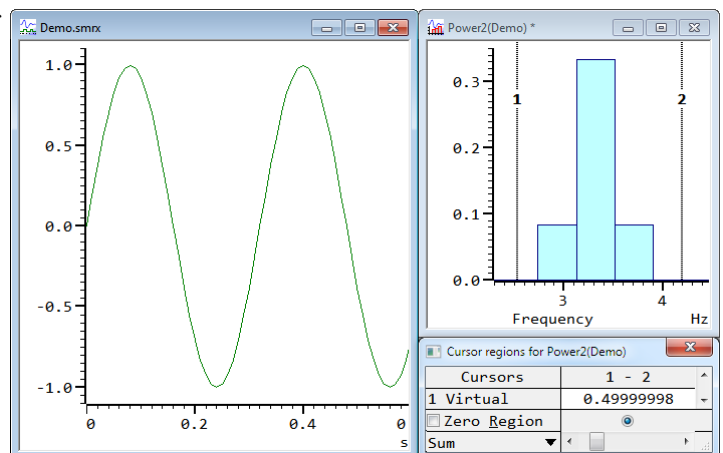 Demo.smrx
1.0
0.5
0.0
-0.5
-1.0
0 0.2 0.4 0
s
Power2(Demo) *
0.3
0.2
0.1
0.0
1 2
3 4
Frequency Hz
Cursor regions for Power2(Demo)
Cursors 1 - 2
1 Virtual 0.49999998
Zero Region
Sum